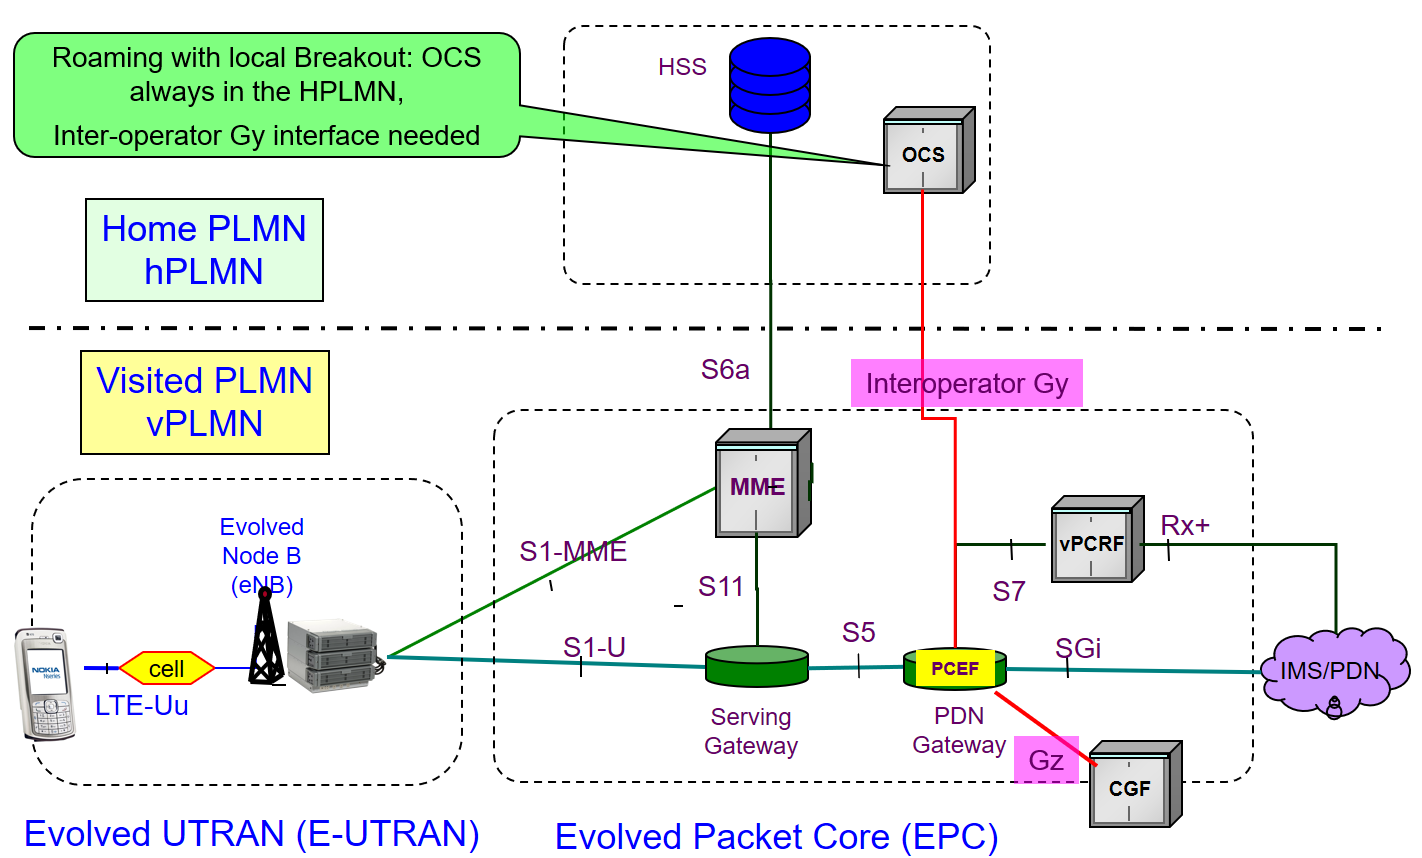 Roaming with local Breakout: OCS
always in the HPLMN,
Inter-operator Gy interface needed
HSS
OCS
Home PLMN
hPLMN
Visited PLMN
vPLMN
S6a
Interoperator Gy
MME
vPCRF
Rx+
Evolved
Node B
(eNB)
S1-MME
S11
S7
S1-U
S5
SGi
NOKIA
Nseries
cell
LTE-Uu
PCEF
IMS/PDN
Serving
Gateway
PDN
Gateway
Gz
CGF
Evolved UTRAN (E-UTRAN)
Evolved Packet Core (EPC)